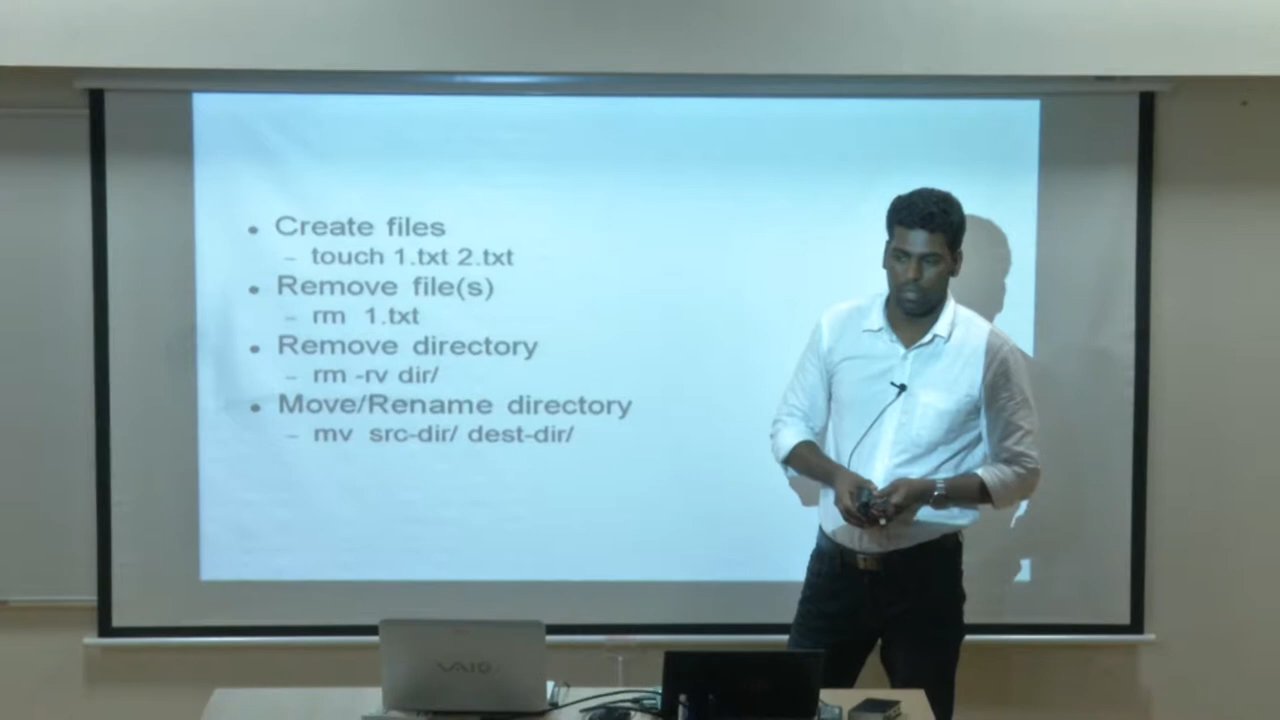 • Create files
– touch 1.txt 2.txt
• Remove file(s)
– rm 1.txt
• Remove directory
– rm -rv dir/
• Move/Rename directory
– mv src-dir/ dest-dir/
VAIO